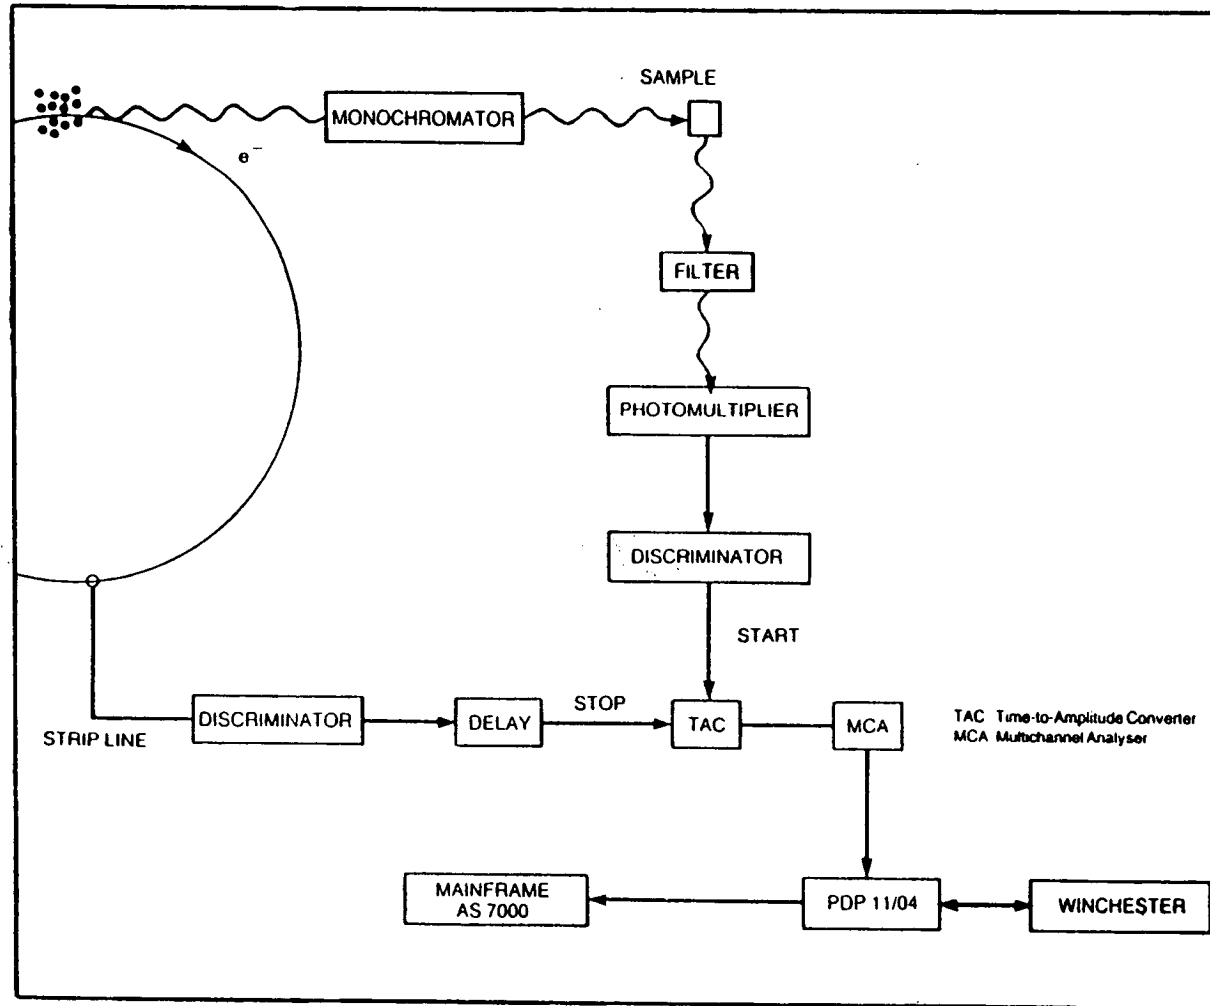 SAMPLE
MONOCHROMATOR
e⁻
FILTER
PHOTOMULTIPLIER
DISCRIMINATOR
START
STRIP LINE
DISCRIMINATOR
DELAY
STOP
TAC
MCA
TAC Time-to-Amplitude Converter
MCA Multichannel Analyser
MAINFRAME
AS 7000
PDP 11/04
WINCHESTER